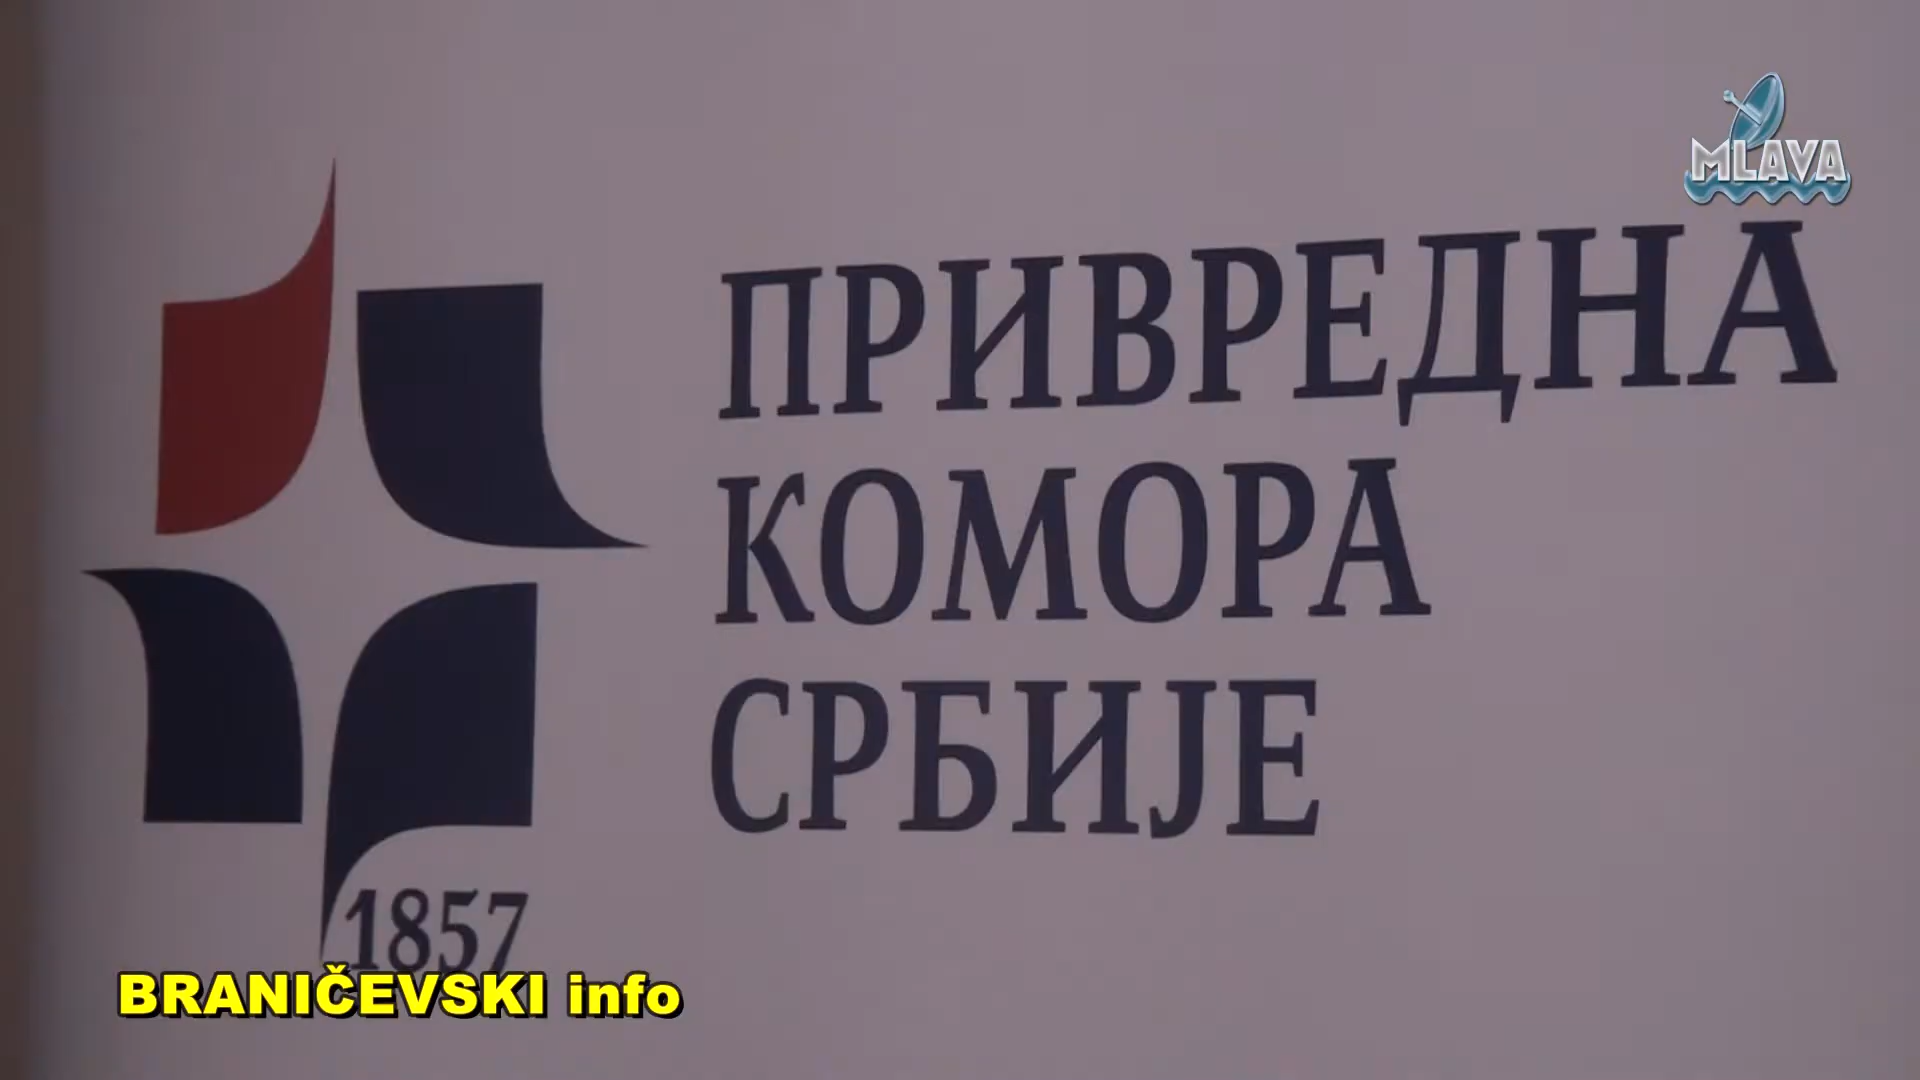 MLAVA
ПРИВРЕДНА
КОМОРА
СРБИЈЕ
1857
BRANIČEVSKI info